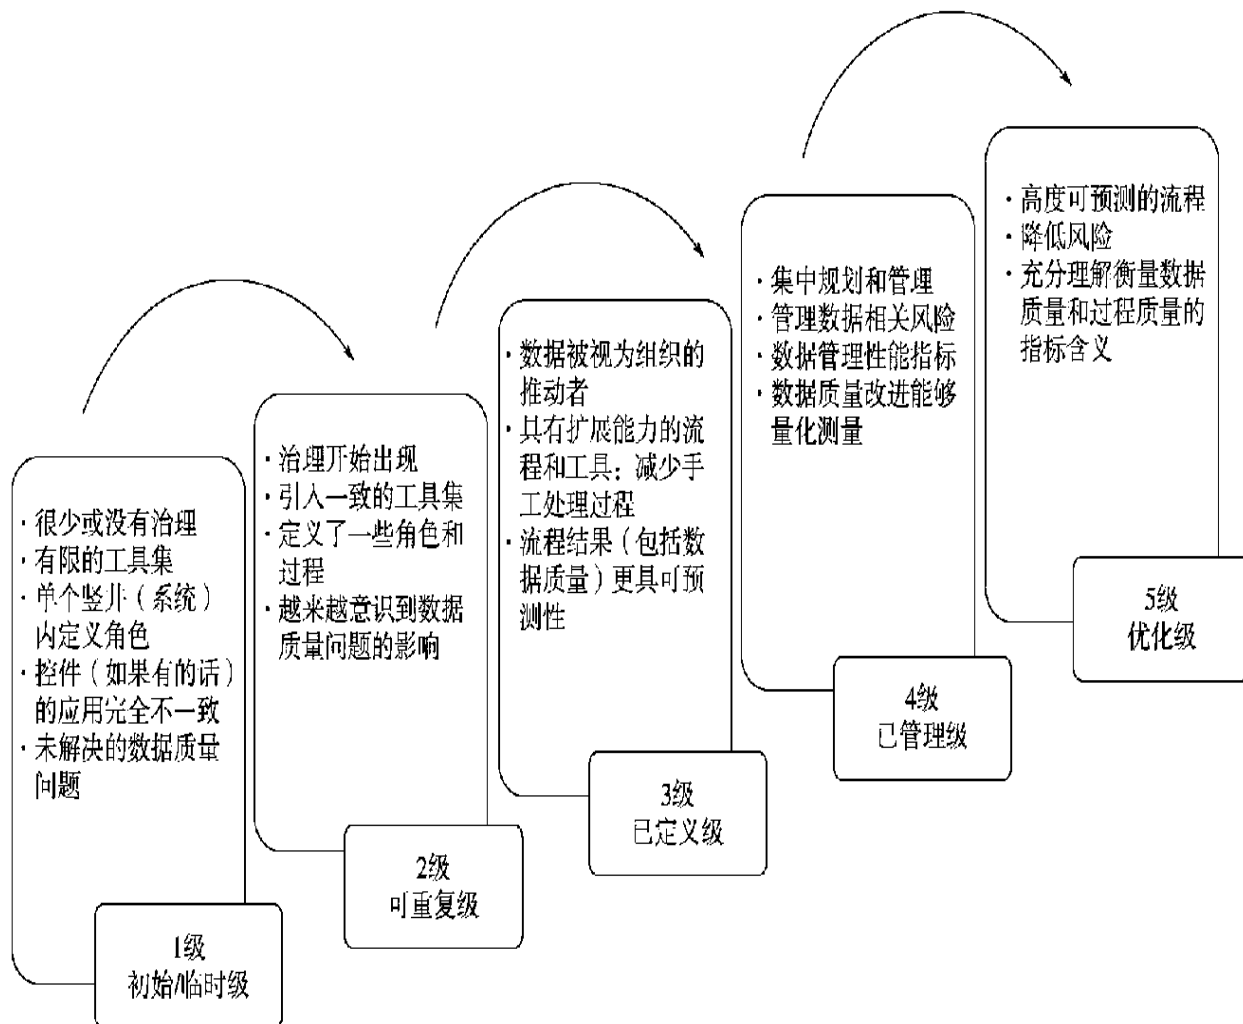 · 很少或没有治理
· 有限的工具集
· 单个竖井（系统）
内定义角色
· 控件（如果有的话）
的应用完全不一致
· 未解决的数据质量
问题
1级
初始/临时级
· 治理开始出现
· 引入一致的工具集
· 定义了一些角色和
过程
· 越来越意识到数据
质量问题的影响
2级
可重复级
· 数据被视为组织的
推动者
· 具有扩展能力的流
程和工具：减少手
工处理过程
· 流程结果（包括数
据质量）更具可预
测性
3级
已定义级
· 集中规划和管理
· 管理数据相关风险
· 数据管理性能指标
· 数据质量改进能够
量化测量
4级
已管理级
· 高度可预测的流程
· 降低风险
· 充分理解衡量数据
质量和过程质量的
指标含义
5级
优化级